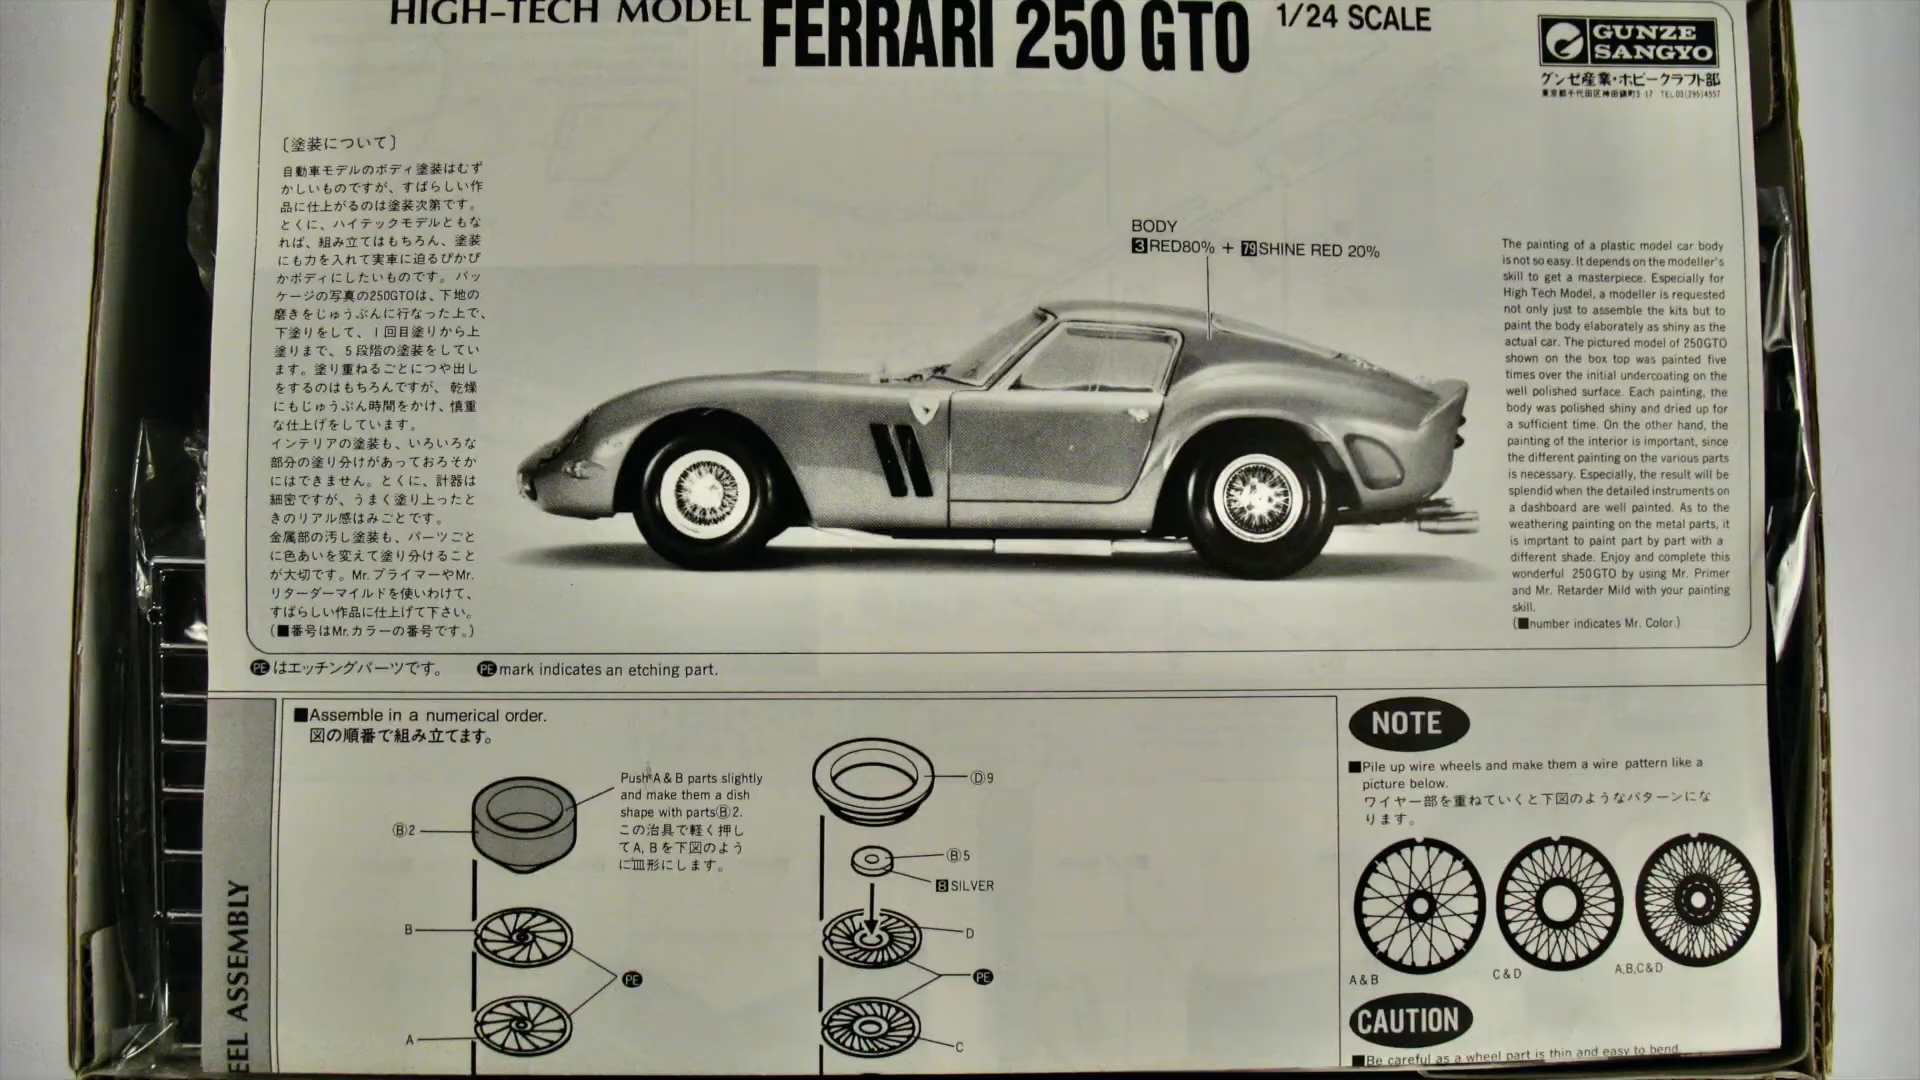 HIGH-TECH MODEL FERRARI 250 GTO 1/24 SCALE
GUNZE
SANGYO
グンゼ産業・ホビークラフト部
東京都千代田区神田錦町3-17 TEL03(295)4557
〔塗装について〕
自動車モデルのボディ塗装はむず
かしいものですが、すばらしい作
品に仕上がるのは塗装次第です。
とくに、ハイテックモデルともな
れば、組み立てはもちろん、塗装
にも力を入れて実車に迫るぴかぴ
かボディにしたいものです。パッ
ケージの写真の250GTOは、下地の
磨きをじゅうぶんに行なった上で、
下塗りをして、1回目塗りから上
塗りまで、5段階の塗装をしてい
ます。塗り重ねるごとにつや出し
をするのはもちろんですが、乾燥
にもじゅうぶん時間をかけ、慎重
な仕上げをしています。
インテリアの塗装も、いろいろな
部分の塗り分けがあっておろそか
にはできません。とくに、計器は
細密ですが、うまく塗り上ったと
きのリアル感はみごとです。
金属部の汚し塗装も、パーツごと
に色あいを変えて塗り分けること
が大切です。Mr.プライマーやMr.
リターダーマイルドを使いわけて、
すばらしい作品に仕上げて下さい。
(■番号はMr.カラーの番号です。)
BODY
3RED80% + 79SHINE RED 20%
The painting of a plastic model car body
is not so easy. It depends on the modeller's
skill to get a masterpiece. Especially for
High Tech Model, a modeller is requested
not only just to assemble the kits but to
paint the body elaborately as shiny as the
actual car. The pictured model of 250GTO
shown on the box top was painted five
times over the initial undercoating on the
well polished surface. Each painting, the
body was polished shiny and dried up for
a sufficient time. On the other hand, the
painting of the interior is important, since
the different painting on the various parts
is necessary. Especially, the result will be
splendid when the detailed instruments on
a dashboard are well painted. As to the
weathering painting on the metal parts, it
is imprtant to paint part by part with a
different shade. Enjoy and complete this
wonderful 250GTO by using Mr. Primer
and Mr. Retarder Mild with your painting
skill.
(■number indicates Mr. Color.)
PEはエッチングパーツです。 PEmark indicates an etching part.
EEL ASSEMBLY
■Assemble in a numerical order.
図の順番で組み立てます。
Push A & B parts slightly
and make them a dish
shape with partsⒷ2.
この治具で軽く押し
てA, Bを下図のよう
に皿形にします。
Ⓑ2
B
A
PE
Ⓓ9
Ⓑ5
8SILVER
D
PE
C
NOTE
■Pile up wire wheels and make them a wire pattern like a
picture below.
ワイヤー部を重ねていくと下図のようなパターンにな
ります。
A & B
C & D
A,B,C & D
CAUTION
■Be careful as a wheel part is thin and easy to bend.